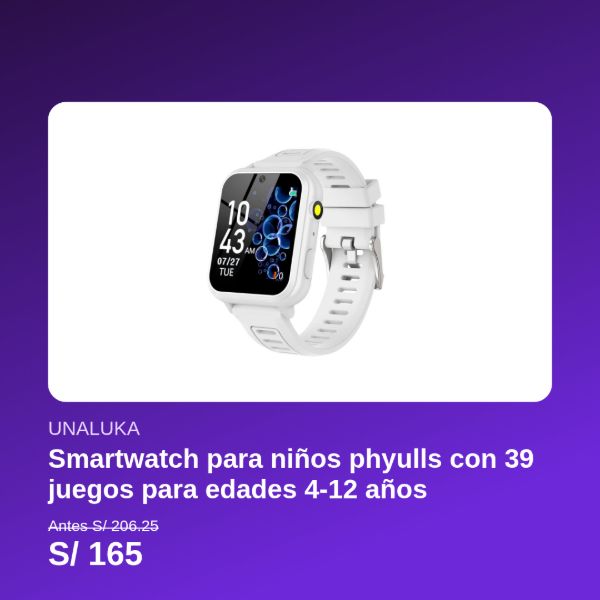 10
43 AM
07/27
TUE
UNALUKA
Smartwatch para niños phyulls con 39
juegos para edades 4-12 años
Antes S/ 206.25
S/ 165